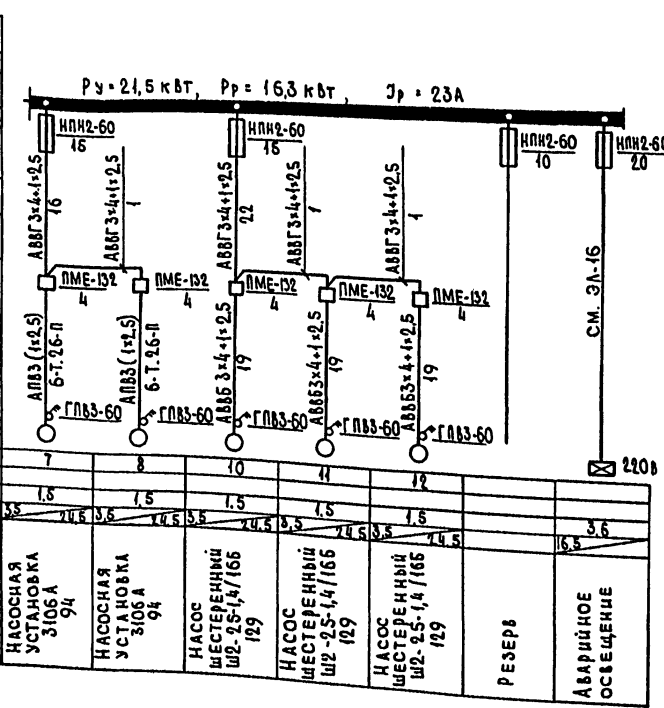 Ру = 21,5 кВт, Рр = 16,3 кВт, Iр = 23А
НПН2-60
15
НПН2-60
15
НПН2-60
10
НПН2-60
20
АВВГ 3×4+1×2,5
16
АВВГ 3×4+1×2,5
1
АВВГ 3×4+1×2,5
22
АВВГ 3×4+1×2,5
1
АВВГ 3×4+1×2,5
1
СМ. ЭЛ-16
ПМЕ-132
4
ПМЕ-132
4
ПМЕ-132
4
ПМЕ-132
4
ПМЕ-132
4
АПВ3(1×2,5)
6-Т.26-П
АПВ3(1×2,5)
6-Т.26-П
АВВБ 3×4+1×2,5
19
АВВБ 3×4+1×2,5
19
АВВБ 3×4+1×2,5
19
ГПВ3-60
ГПВ3-60
ГПВ3-60
ГПВ3-60
ГПВ3-60
220В
7 8 10 11 12
1.5 1.5 1.5 1.5 1.5 3.6
3.5 24.5 3.5 24.5 3.5 24.5 3.5 24.5 3.5 24.5 16.5
НАСОСНАЯ
УСТАНОВКА
3106А
94
НАСОСНАЯ
УСТАНОВКА
3106А
94
НАСОС
ШЕСТЕРЕННЫЙ
Ш2-25-1,4/16Б
129
НАСОС
ШЕСТЕРЕННЫЙ
Ш2-25-1,4/16Б
129
НАСОС
ШЕСТЕРЕННЫЙ
Ш2-25-1,4/16Б
129
РЕЗЕРВ
АВАРИЙНОЕ
ОСВЕЩЕНИЕ